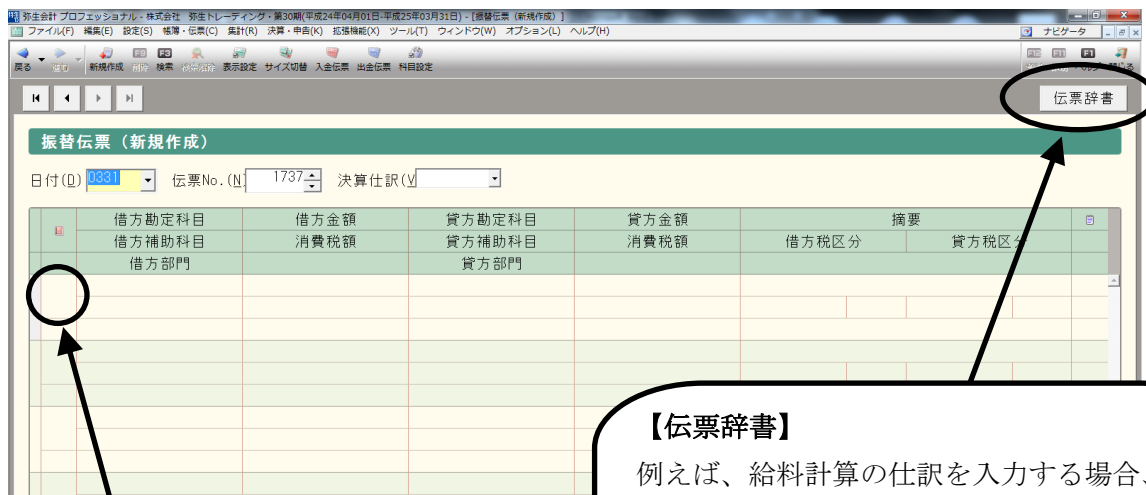 弥生会計 プロフェッショナル - 株式会社 弥生トレーディング・第30期(平成24年04月01日-平成25年03月31日) - [振替伝票（新規作成）]
ファイル(F) 編集(E) 設定(S) 帳簿・伝票(C) 集計(R) 決算・申告(K) 拡張機能(X) ツール(T) ウィンドウ(W) オプション(L) ヘルプ(H) ナビゲータ
戻る 新規作成 削除 検索 表示設定 サイズ切替 入金伝票 出金伝票 科目設定
伝票辞書
振替伝票（新規作成）
日付(D) 0331 伝票No.(N) 1737 決算仕訳(V
借方勘定科目 借方金額 貸方勘定科目 貸方金額 摘要
借方補助科目 消費税額 貸方補助科目 消費税額 借方税区分 貸方税区分
借方部門 貸方部門
【伝票辞書】
例えば、給料計算の仕訳を入力する場合、